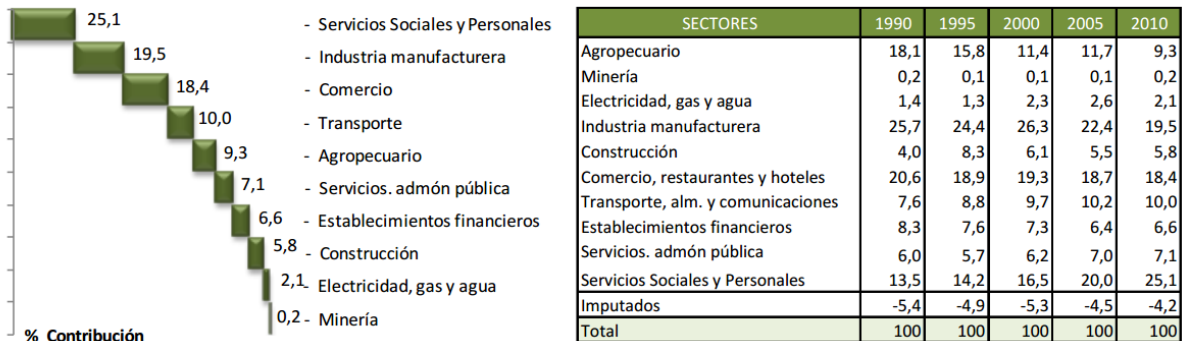 25,1 - Servicios Sociales y Personales
19,5 - Industria manufacturera
18,4 - Comercio
10,0 - Transporte
9,3 - Agropecuario
7,1 - Servicios. admón pública
6,6 - Establecimientos financieros
5,8 - Construcción
2,1 - Electricidad, gas y agua
0,2 - Minería
% Contribución
SECTORES 1990 1995 2000 2005 2010
Agropecuario 18,1 15,8 11,4 11,7 9,3
Minería 0,2 0,1 0,1 0,1 0,2
Electricidad, gas y agua 1,4 1,3 2,3 2,6 2,1
Industria manufacturera 25,7 24,4 26,3 22,4 19,5
Construcción 4,0 8,3 6,1 5,5 5,8
Comercio, restaurantes y hoteles 20,6 18,9 19,3 18,7 18,4
Transporte, alm. y comunicaciones 7,6 8,8 9,7 10,2 10,0
Establecimientos financieros 8,3 7,6 7,3 6,4 6,6
Servicios. admón pública 6,0 5,7 6,2 7,0 7,1
Servicios Sociales y Personales 13,5 14,2 16,5 20,0 25,1
Imputados -5,4 -4,9 -5,3 -4,5 -4,2
Total 100 100 100 100 100